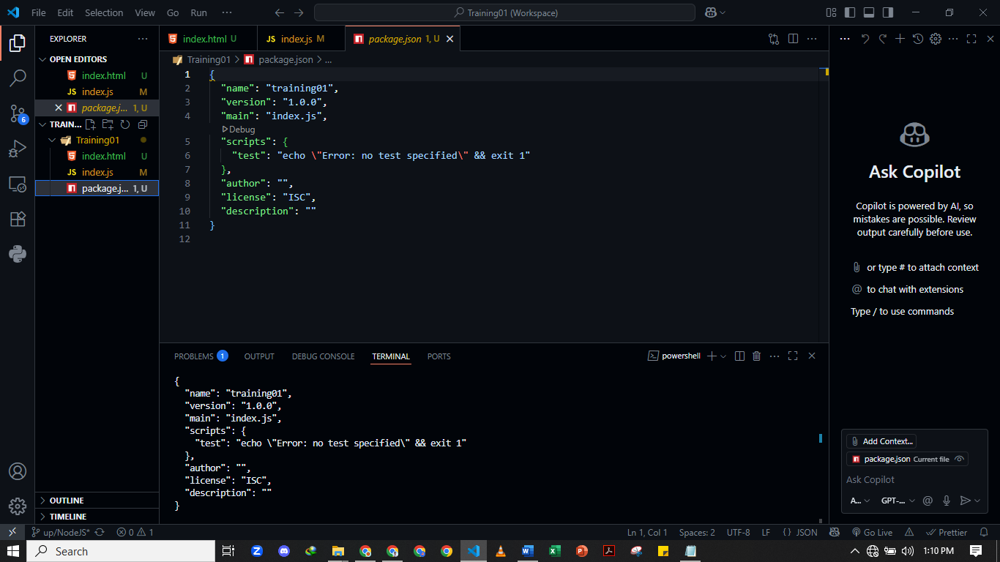 File Edit Selection View Go Run ··· Training01 (Workspace)
EXPLORER ···
OPEN EDITORS
index.html U
JS index.js M
package.j... 1, U
TRAIN...
Training01
index.html U
JS index.js M
package.j... 1, U
OUTLINE
TIMELINE
6
index.html U JS index.js M package.json 1, U
Training01 > package.json > ...
1 {
2 "name": "training01",
3 "version": "1.0.0",
4 "main": "index.js",
Debug
5 "scripts": {
6 "test": "echo \"Error: no test specified\" && exit 1"
7 },
8 "author": "",
9 "license": "ISC",
10 "description": ""
11 }
12
PROBLEMS 1 OUTPUT DEBUG CONSOLE TERMINAL PORTS powershell
{
"name": "training01",
"version": "1.0.0",
"main": "index.js",
"scripts": {
"test": "echo \"Error: no test specified\" && exit 1"
},
"author": "",
"license": "ISC",
"description": ""
}
Ask Copilot
Copilot is powered by AI, so
mistakes are possible. Review
output carefully before use.
or type # to attach context
@ to chat with extensions
Type / to use commands
Add Context...
package.json Current file
Ask Copilot
A... GPT-... @
up/NodeJS* 0 1 Ln 1, Col 1 Spaces: 2 UTF-8 LF {} JSON Go Live Prettier
Search 1:10 PM